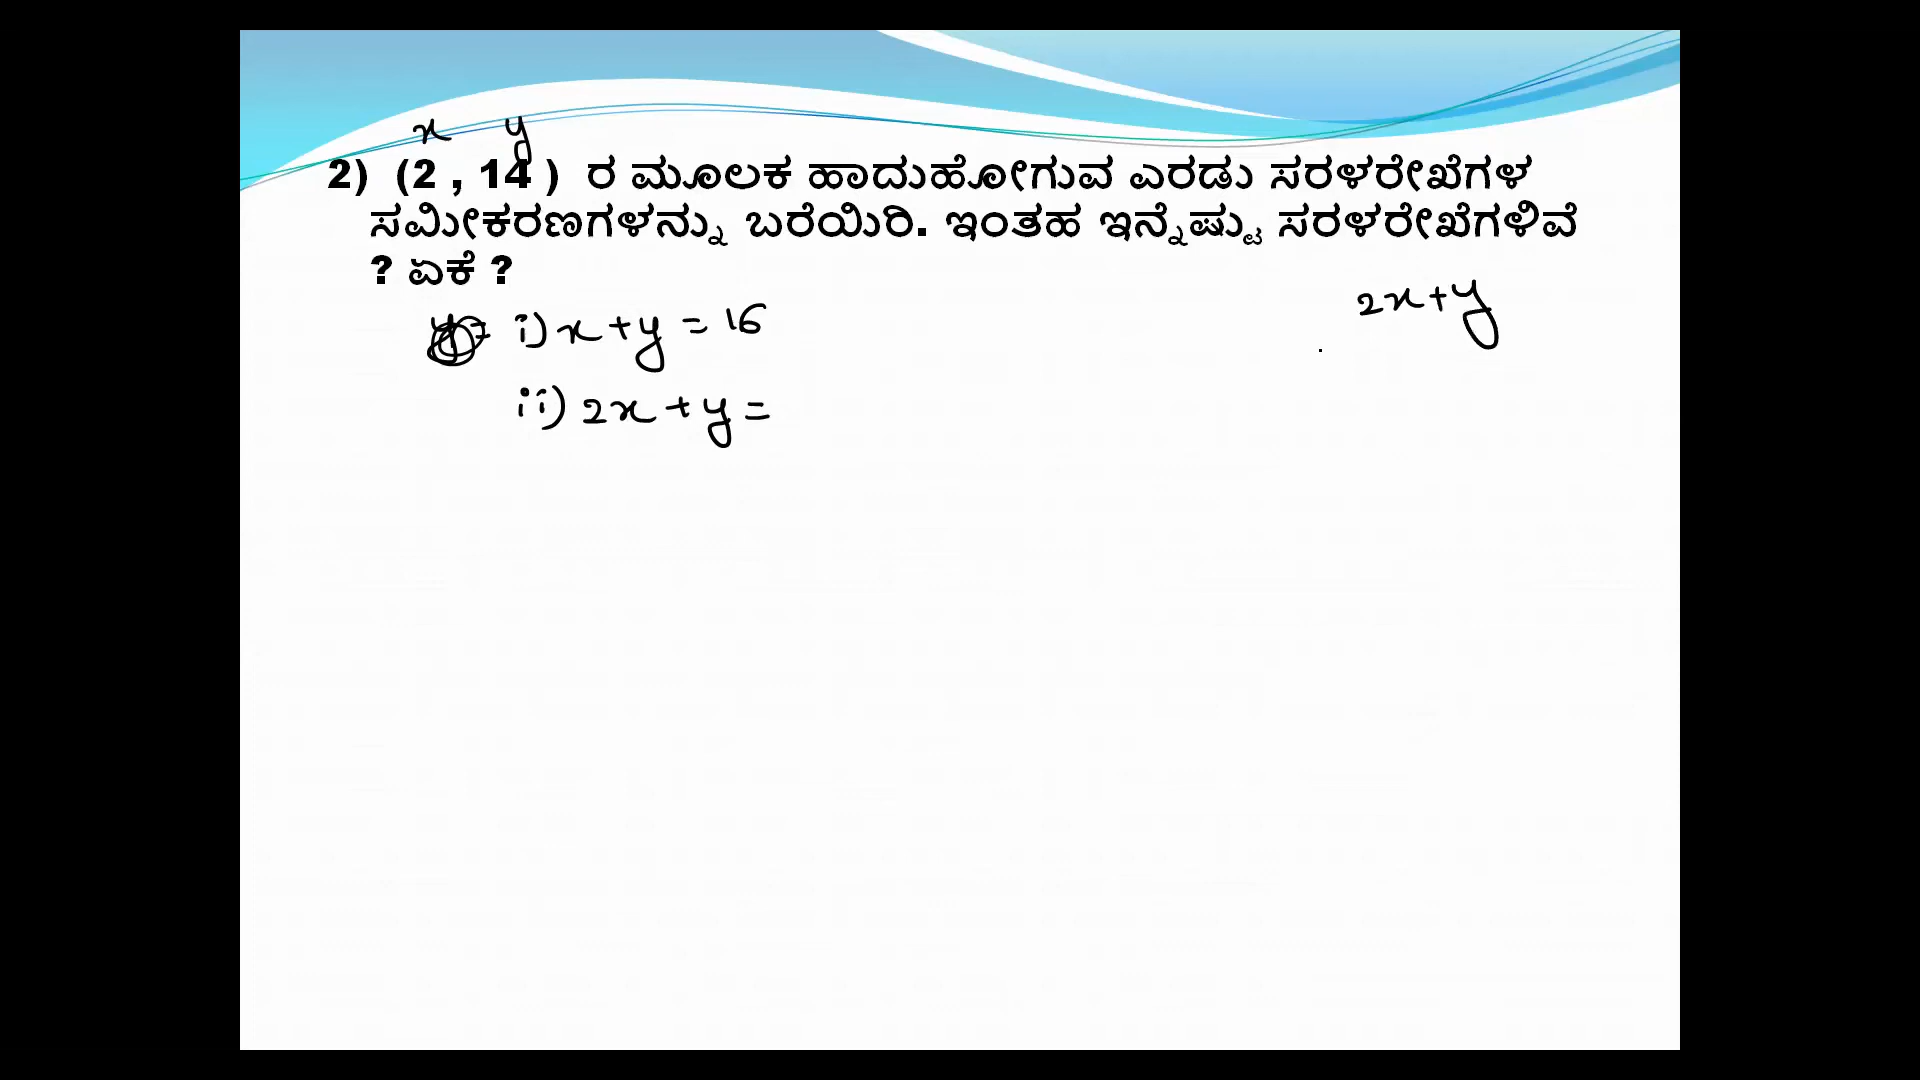 x y
2) (2 , 14 ) ರ ಮೂಲಕ ಹಾದುಹೋಗುವ ಎರಡು ಸರಳರೇಖೆಗಳ
ಸಮೀಕರಣಗಳನ್ನು ಬರೆಯಿರಿ. ಇಂತಹ ಇನ್ನೆಷ್ಟು ಸರಳರೇಖೆಗಳಿವೆ
? ಏಕೆ ?
2x+y
i) x + y = 16
ii) 2x + y =